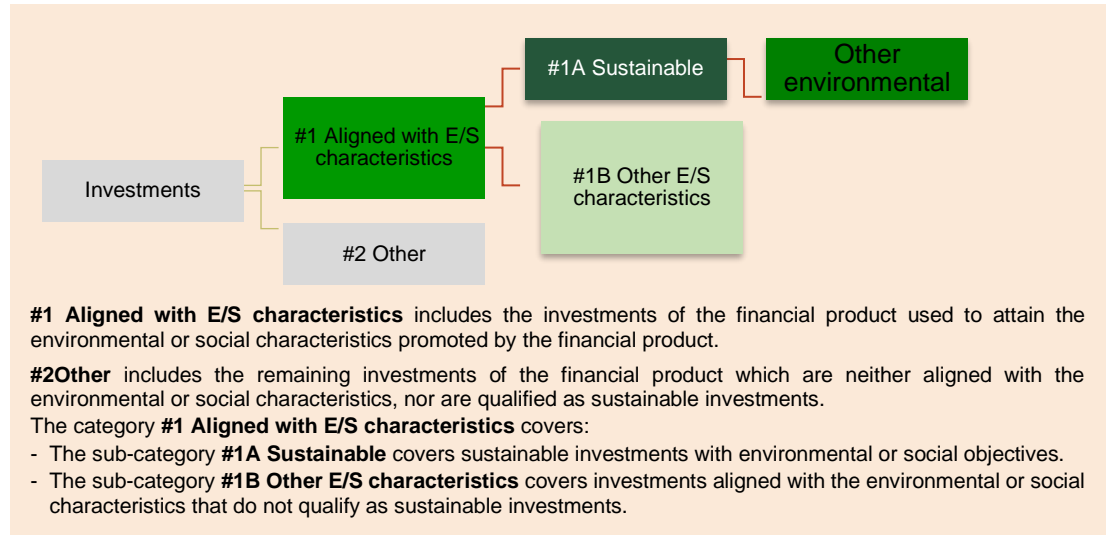 #1A Sustainable
Other
environmental
#1 Aligned with E/S
characteristics
#1B Other E/S
characteristics
Investments
#2 Other
#1 Aligned with E/S characteristics includes the investments of the financial product used to attain the
environmental or social characteristics promoted by the financial product.
#2Other includes the remaining investments of the financial product which are neither aligned with the
environmental or social characteristics, nor are qualified as sustainable investments.
The category #1 Aligned with E/S characteristics covers:
- The sub-category #1A Sustainable covers sustainable investments with environmental or social objectives.
- The sub-category #1B Other E/S characteristics covers investments aligned with the environmental or social
characteristics that do not qualify as sustainable investments.